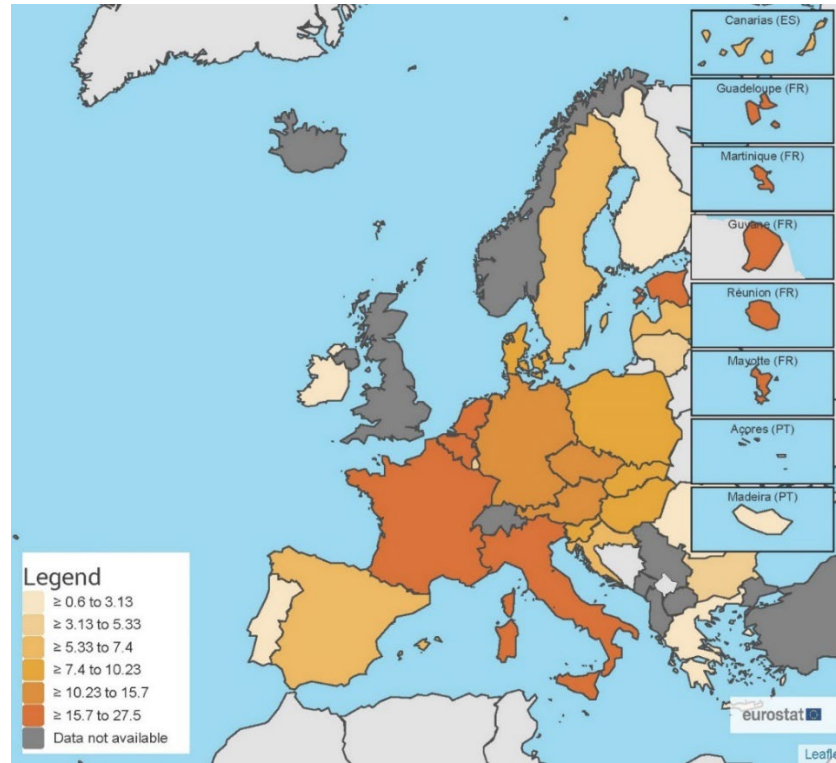 Canarias (ES)
Guadeloupe (FR)
Martinique (FR)
Guyane (FR)
Réunion (FR)
Mayotte (FR)
Açores (PT)
Madeira (PT)
Legend
≥ 0.6 to 3.13
≥ 3.13 to 5.33
≥ 5.33 to 7.4
≥ 7.4 to 10.23
≥ 10.23 to 15.7
≥ 15.7 to 27.5
Data not available
eurostat
Leafle